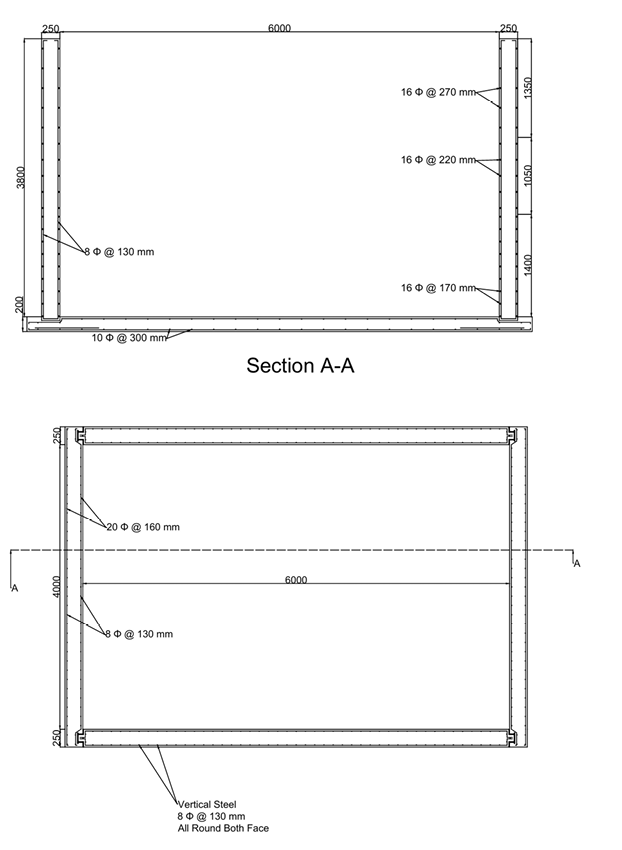 250
6000
250
16 Φ @ 270 mm
1350
16 Φ @ 220 mm
1050
3800
8 Φ @ 130 mm
1400
16 Φ @ 170 mm
200
10 Φ @ 300 mm
Section A-A
250
20 Φ @ 160 mm
A
A
6000
4000
8 Φ @ 130 mm
250
Vertical Steel
8 Φ @ 130 mm
All Round Both Face